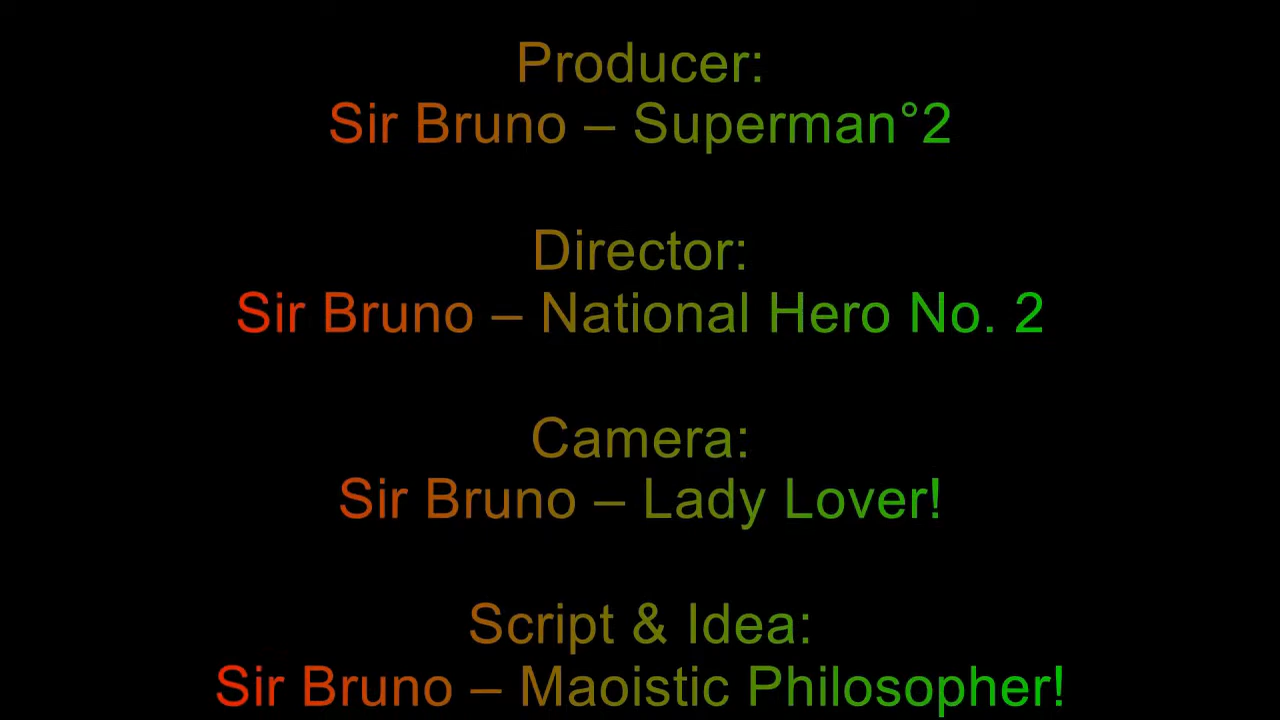 Producer:
Sir Bruno – Superman°2
Director:
Sir Bruno – National Hero No. 2
Camera:
Sir Bruno – Lady Lover!
Script & Idea:
Sir Bruno – Maoistic Philosopher!